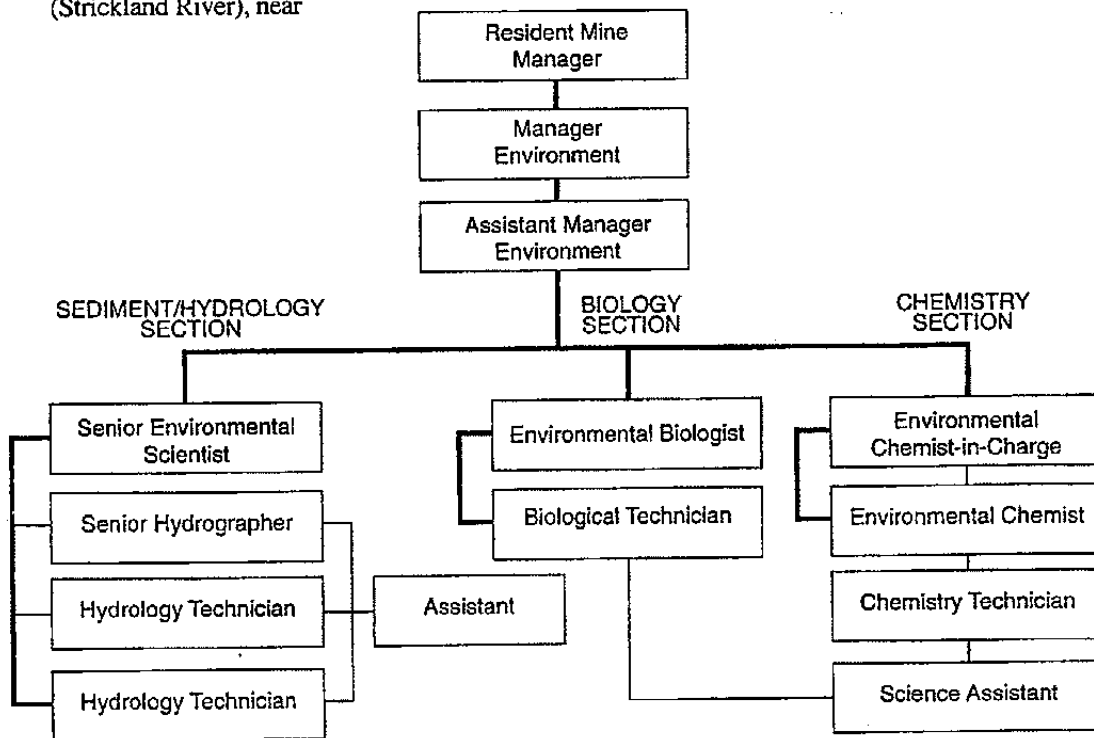 (Strickland River), near
Resident Mine
Manager
Manager
Environment
Assistant Manager
Environment
SEDIMENT/HYDROLOGY
SECTION
BIOLOGY
SECTION
CHEMISTRY
SECTION
Senior Environmental
Scientist
Senior Hydrographer
Hydrology Technician
Hydrology Technician
Assistant
Environmental Biologist
Biological Technician
Environmental
Chemist-in-Charge
Environmental Chemist
Chemistry Technician
Science Assistant